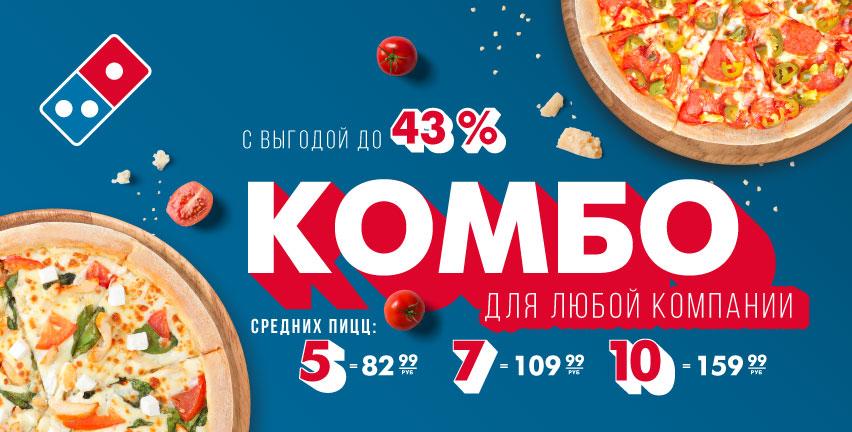 С ВЫГОДОЙ ДО 43 %
КОМБО
ДЛЯ ЛЮБОЙ КОМПАНИИ
СРЕДНИХ ПИЦЦ:
5 = 82 99 РУБ 7 = 109 99 РУБ 10 = 159 99 РУБ